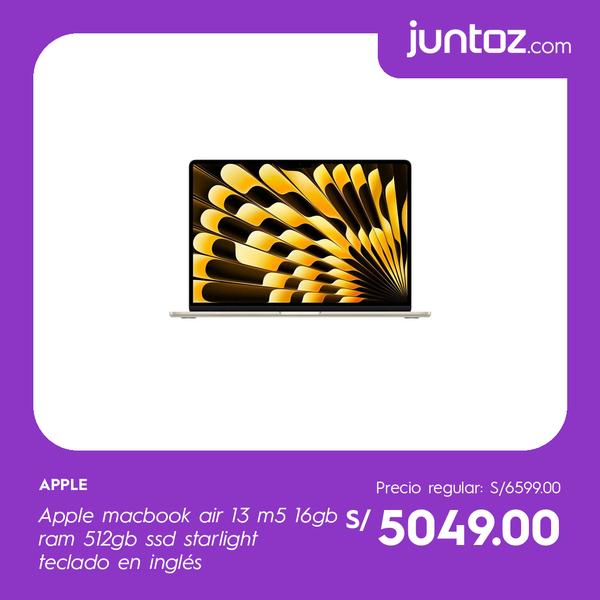 juntoz.com
APPLE
Apple macbook air 13 m5 16gb
ram 512gb ssd starlight
teclado en inglés
Precio regular: S/6599.00
S/ 5049.00